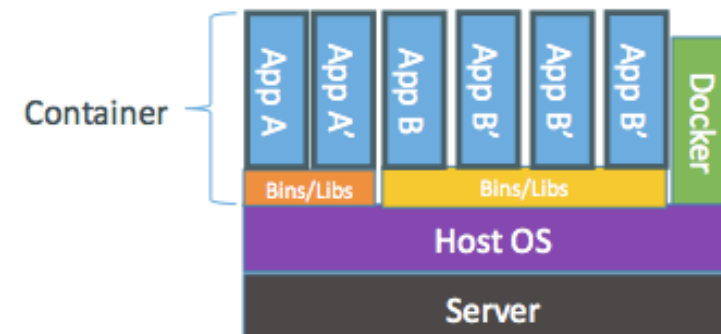 Container
App A
App A'
App B
App B'
App B'
App B'
Docker
Bins/Libs
Bins/Libs
Host OS
Server